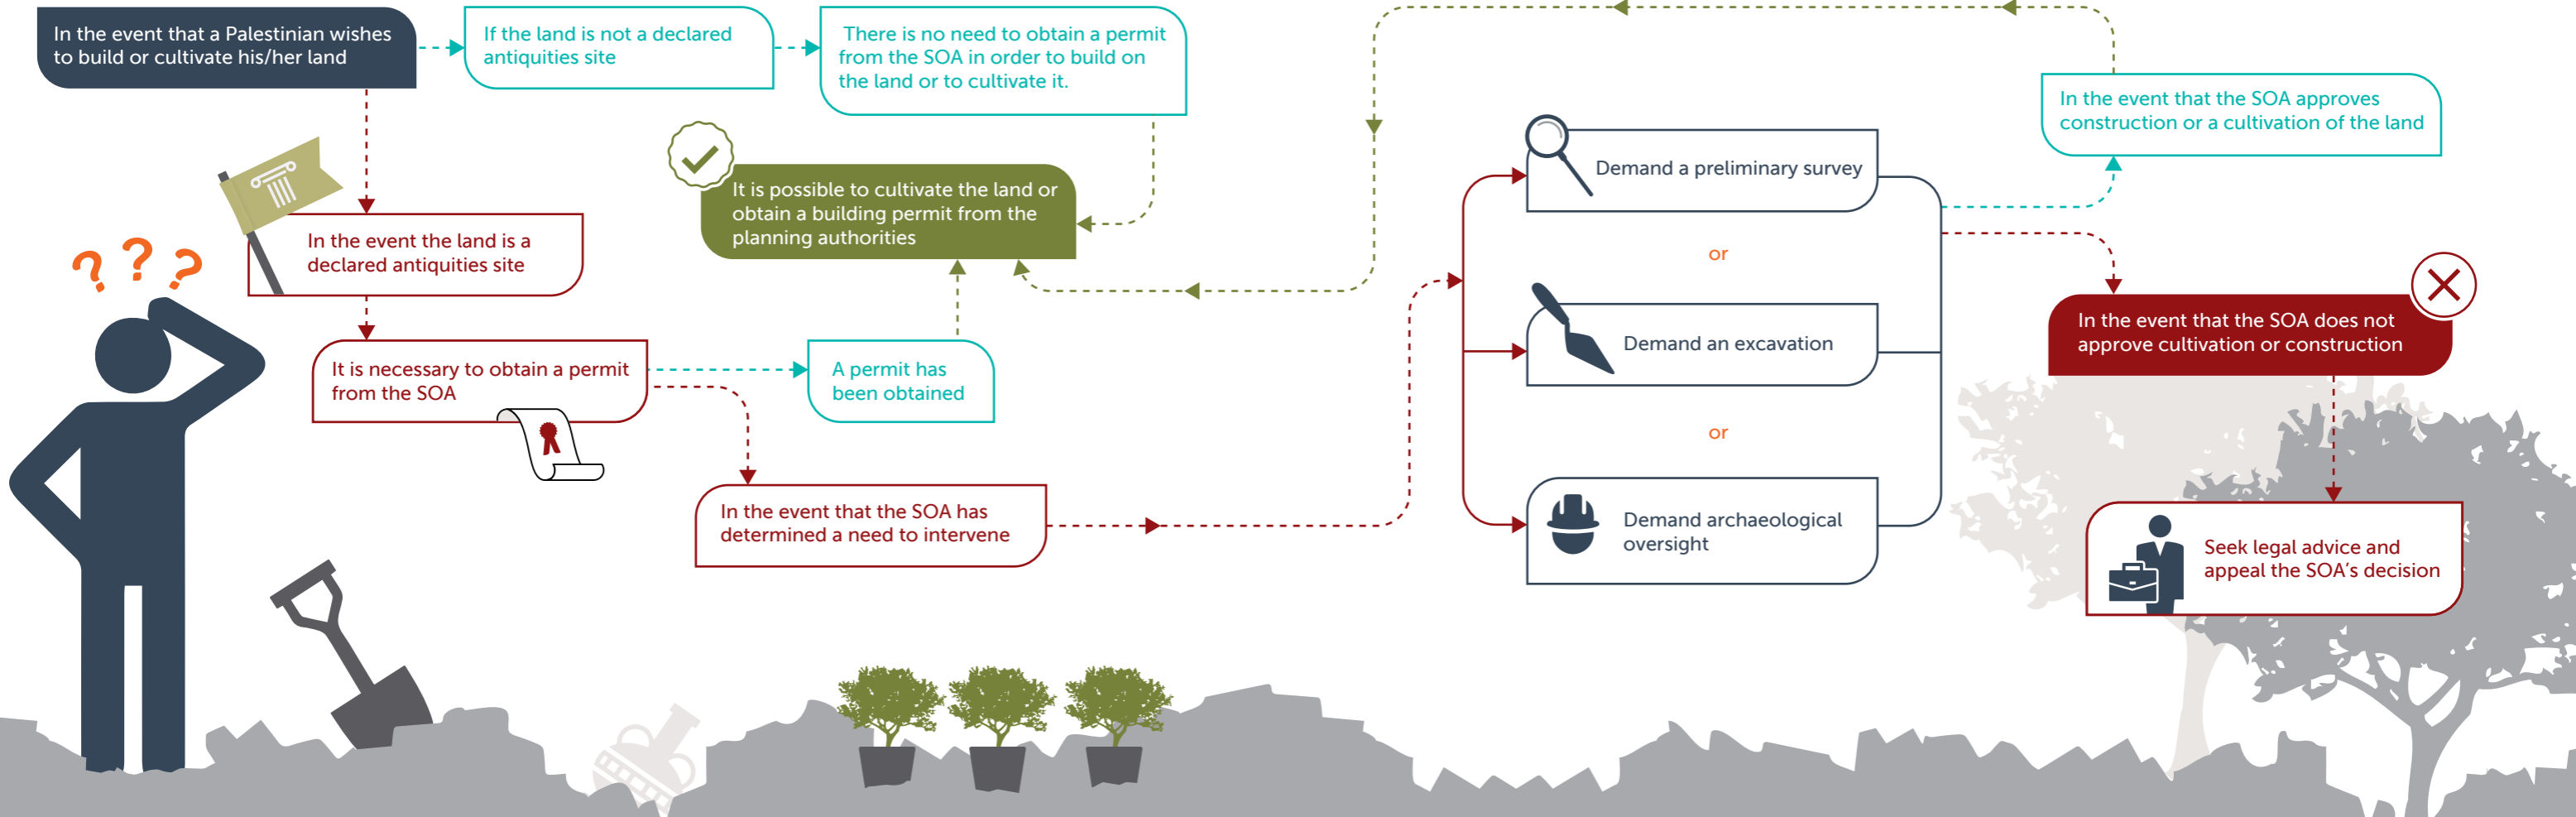 In the event that a Palestinian wishes
to build or cultivate his/her land
If the land is not a declared
antiquities site
There is no need to obtain a permit
from the SOA in order to build on
the land or to cultivate it.
It is possible to cultivate the land or
obtain a building permit from the
planning authorities
In the event the land is a
declared antiquities site
? ? ?
It is necessary to obtain a permit
from the SOA
A permit has
been obtained
In the event that the SOA has
determined a need to intervene
Demand a preliminary survey
or
Demand an excavation
or
Demand archaeological
oversight
In the event that the SOA approves
construction or a cultivation of the land
In the event that the SOA does not
approve cultivation or construction
Seek legal advice and
appeal the SOA's decision